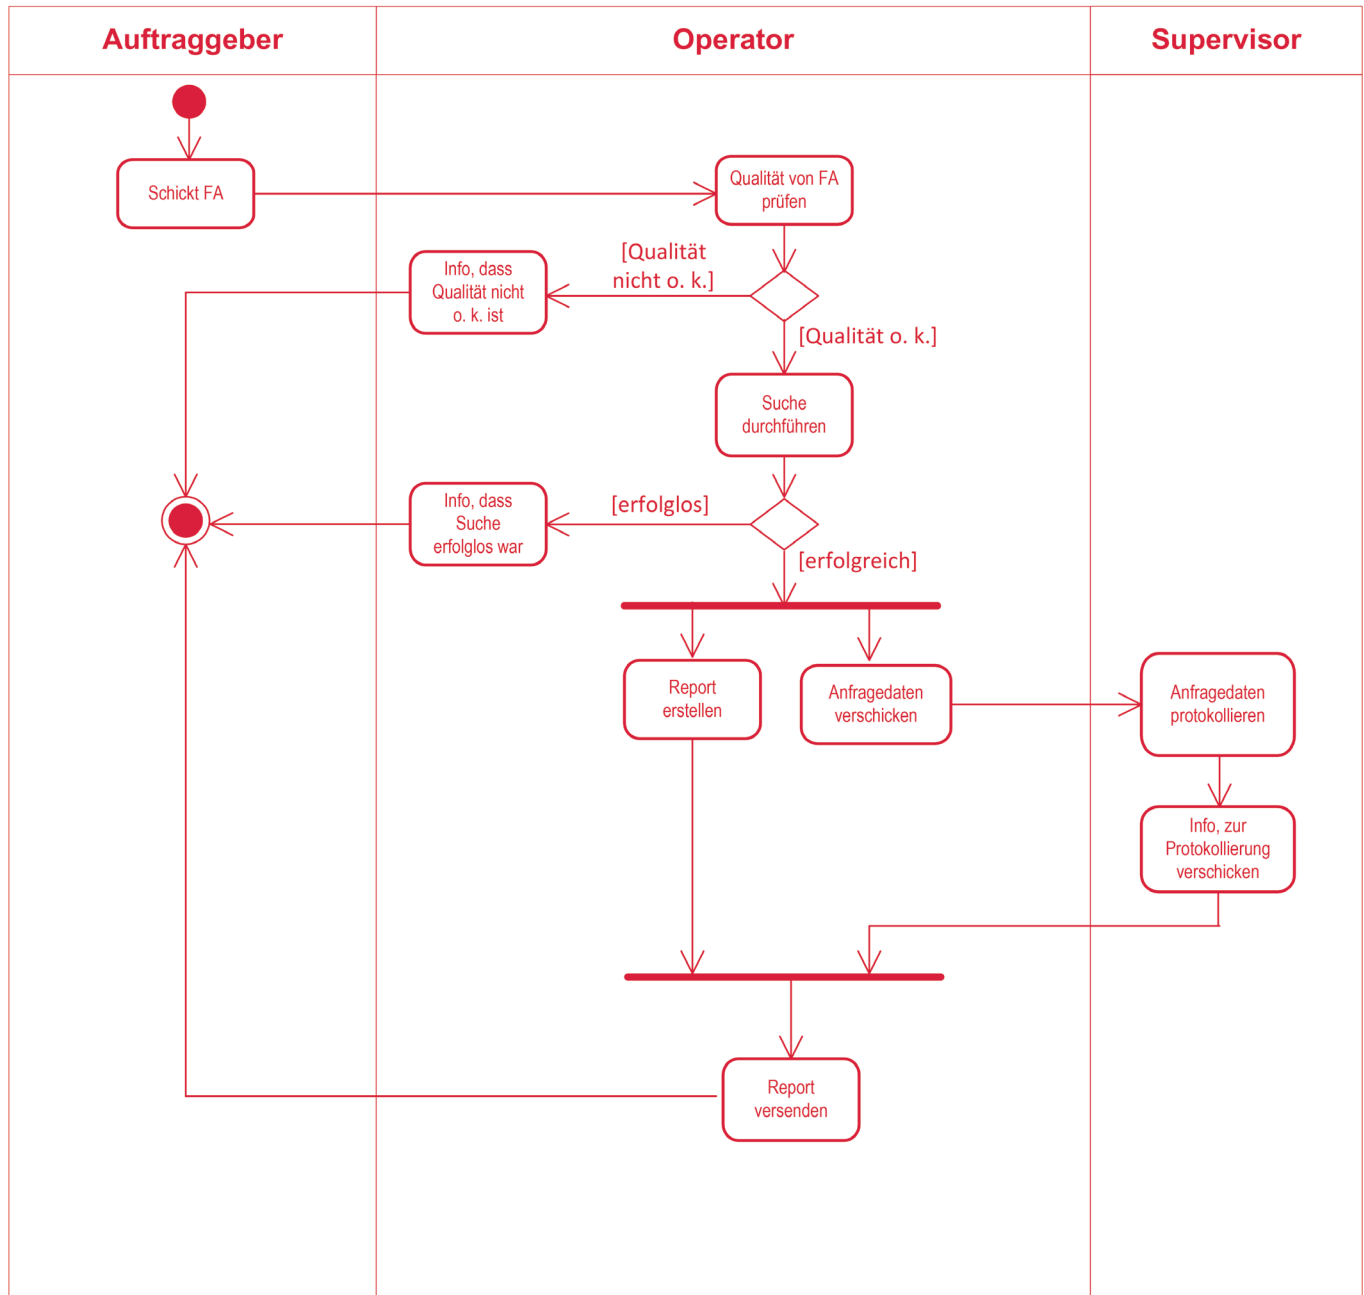 Auftraggeber
Operator
Supervisor
Schickt FA
Qualität von FA
prüfen
[Qualität
nicht o. k.]
Info, dass
Qualität nicht
o. k. ist
[Qualität o. k.]
Suche
durchführen
[erfolglos]
Info, dass
Suche
erfolglos war
[erfolgreich]
Report
erstellen
Anfragedaten
verschicken
Anfragedaten
protokollieren
Info, zur
Protokollierung
verschicken
Report
versenden